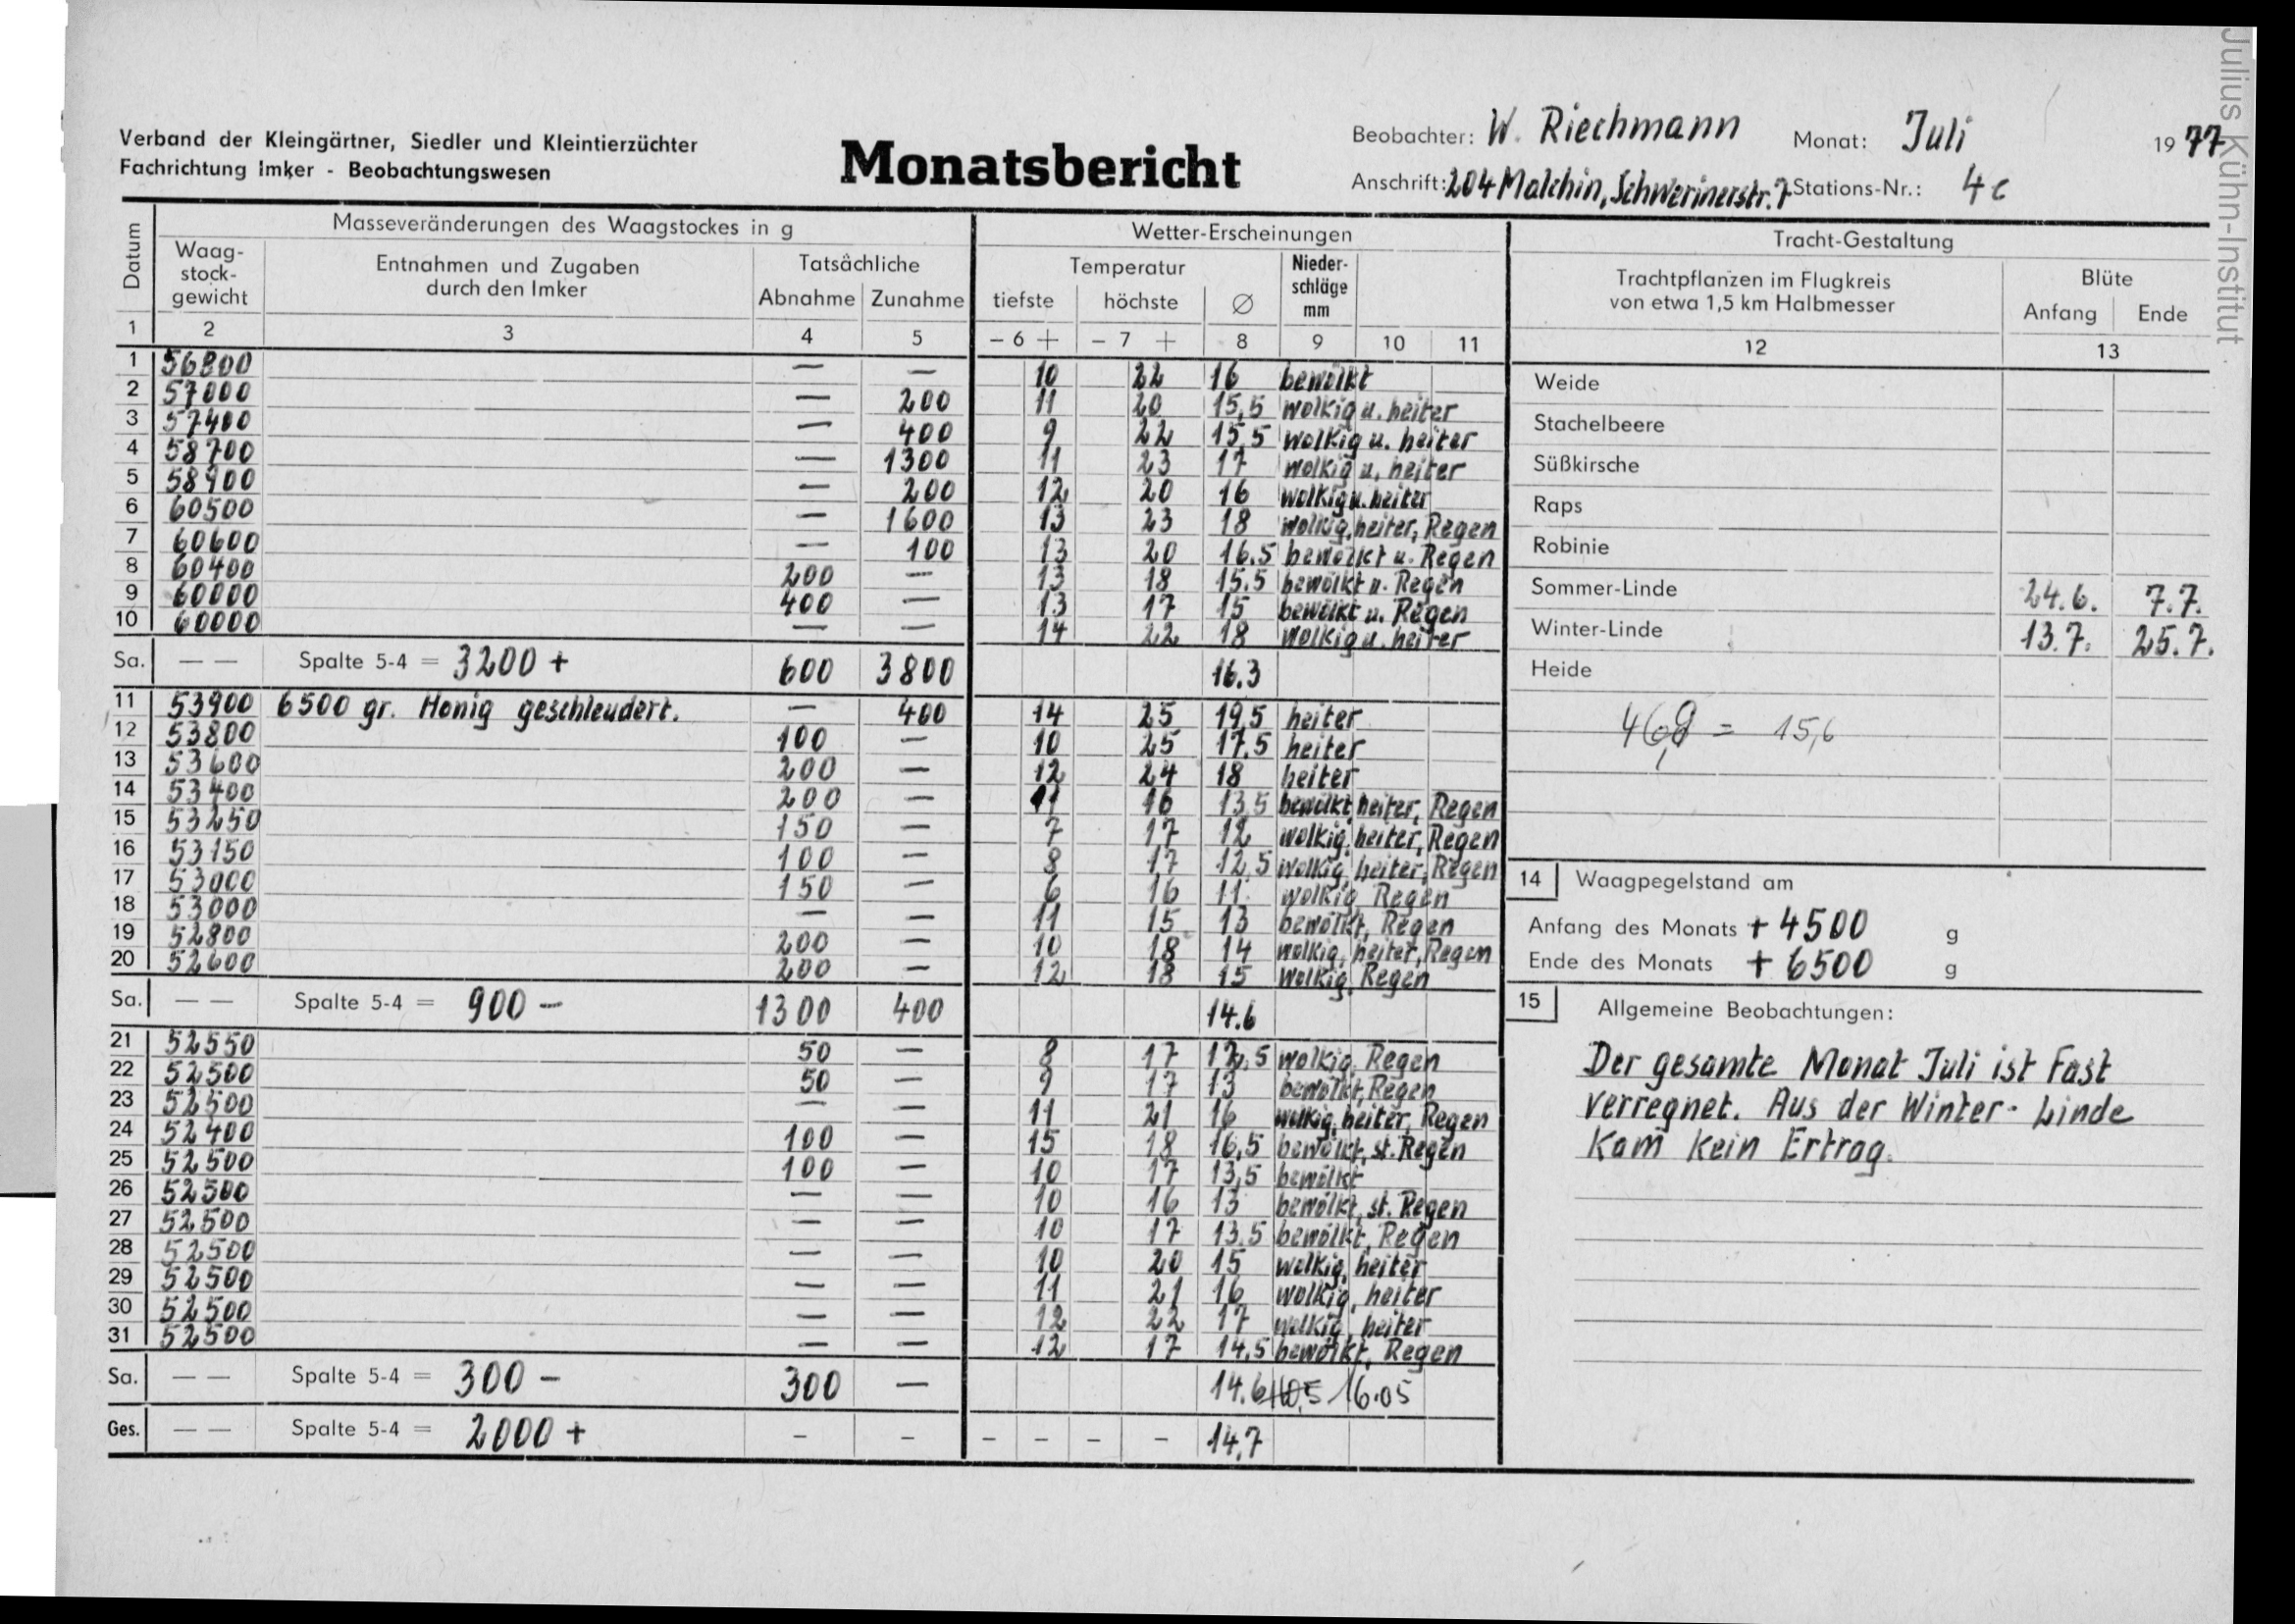 Verband der Kleingärtner, Siedler und Kleintierzüchter
Fachrichtung Imker - Beobachtungswesen
Monatsbericht
Beobachter: W. Riechmann Monat: Juli 1977
Anschrift: 204 Malchin, Schwerinerstr. 7 Stations-Nr.: 4c
Julius Kühn-Institut
Datum Masseveränderungen des Waagstockes in g Wetter-Erscheinungen Tracht-Gestaltung
Waag-stock-gewicht Entnahmen und Zugaben durch den Imker Tatsächliche Abnahme Zunahme Temperatur tiefste höchste ∅ Nieder-schläge mm Trachtpflanzen im Flugkreis von etwa 1,5 km Halbmesser Blüte Anfang Ende
1 2 3 4 5 - 6 + - 7 + 8 9 10 11 12 13
1 56800 — — 10 22 16 bewölkt
2 57000 — 200 11 20 15,5 wolkig u. heiter
3 57400 — 400 9 22 15,5 wolkig u. heiter
4 58700 — 1300 11 23 17 wolkig u. heiter
5 58900 — 200 12 20 16 wolkig u. heiter
6 60500 — 1600 13 23 18 wolkig, heiter, Regen
7 60600 — 100 13 20 16.5 bewölkt u. Regen
8 60400 200 — 13 18 15.5 bewölkt u. Regen
9 60000 400 — 13 17 15 bewölkt u. Regen
10 60000 — — 14 22 18 wolkig u. heiter
Sa. — — Spalte 5-4 = 3200 + 600 3800 16.3
11 53900 6500 gr. Honig geschleudert. — 400 14 25 19,5 heiter
12 53800 100 — 10 25 17.5 heiter
13 53600 200 — 12 24 18 heiter
14 53400 200 — 11 16 13,5 bewölkt heiter, Regen
15 53250 150 — 7 17 12 wolkig, heiter, Regen
16 53150 100 — 8 17 12,5 wolkig, heiter, Regen
17 53000 150 — 6 16 11 wolkig Regen
18 53000 — — 11 15 13 bewölkt, Regen
19 52800 200 — 10 18 14 wolkig, heiter, Regen
20 52600 200 — 12 18 15 wolkig, Regen
Sa. — — Spalte 5-4 = 900 - 1300 400 14.6
21 52550 50 — 8 17 12,5 wolkig, Regen
22 52500 50 — 9 17 13 bewölkt, Regen
23 52500 — — 11 21 16 wolkig, heiter, Regen
24 52400 100 — 15 18 16,5 bewölkt, st. Regen
25 52500 100 — 10 17 13,5 bewölkt
26 52500 — — 10 16 13 bewölkt, st. Regen
27 52500 — — 10 17 13.5 bewölkt, Regen
28 52500 — — 10 20 15 wolkig, heiter
29 52500 — — 11 21 16 wolkig, heiter
30 52500 — — 12 22 17 wolkig, heiter
31 52500 — — 12 17 14,5 bewölkt, Regen
Sa. — — Spalte 5-4 = 300 - 300 — 14.6 16.05
Ges. — — Spalte 5-4 = 2000 + - - - - - - 14,7
Weide
Stachelbeere
Süßkirsche
Raps
Robinie
Sommer-Linde 24.6. 7.7.
Winter-Linde 13.7. 25.7.
Heide
= 15,6
14 Waagpegelstand am
Anfang des Monats + 4500 g
Ende des Monats + 6500 g
15 Allgemeine Beobachtungen:
Der gesamte Monat Juli ist fast
verregnet. Aus der Winter-Linde
kam kein Ertrag.